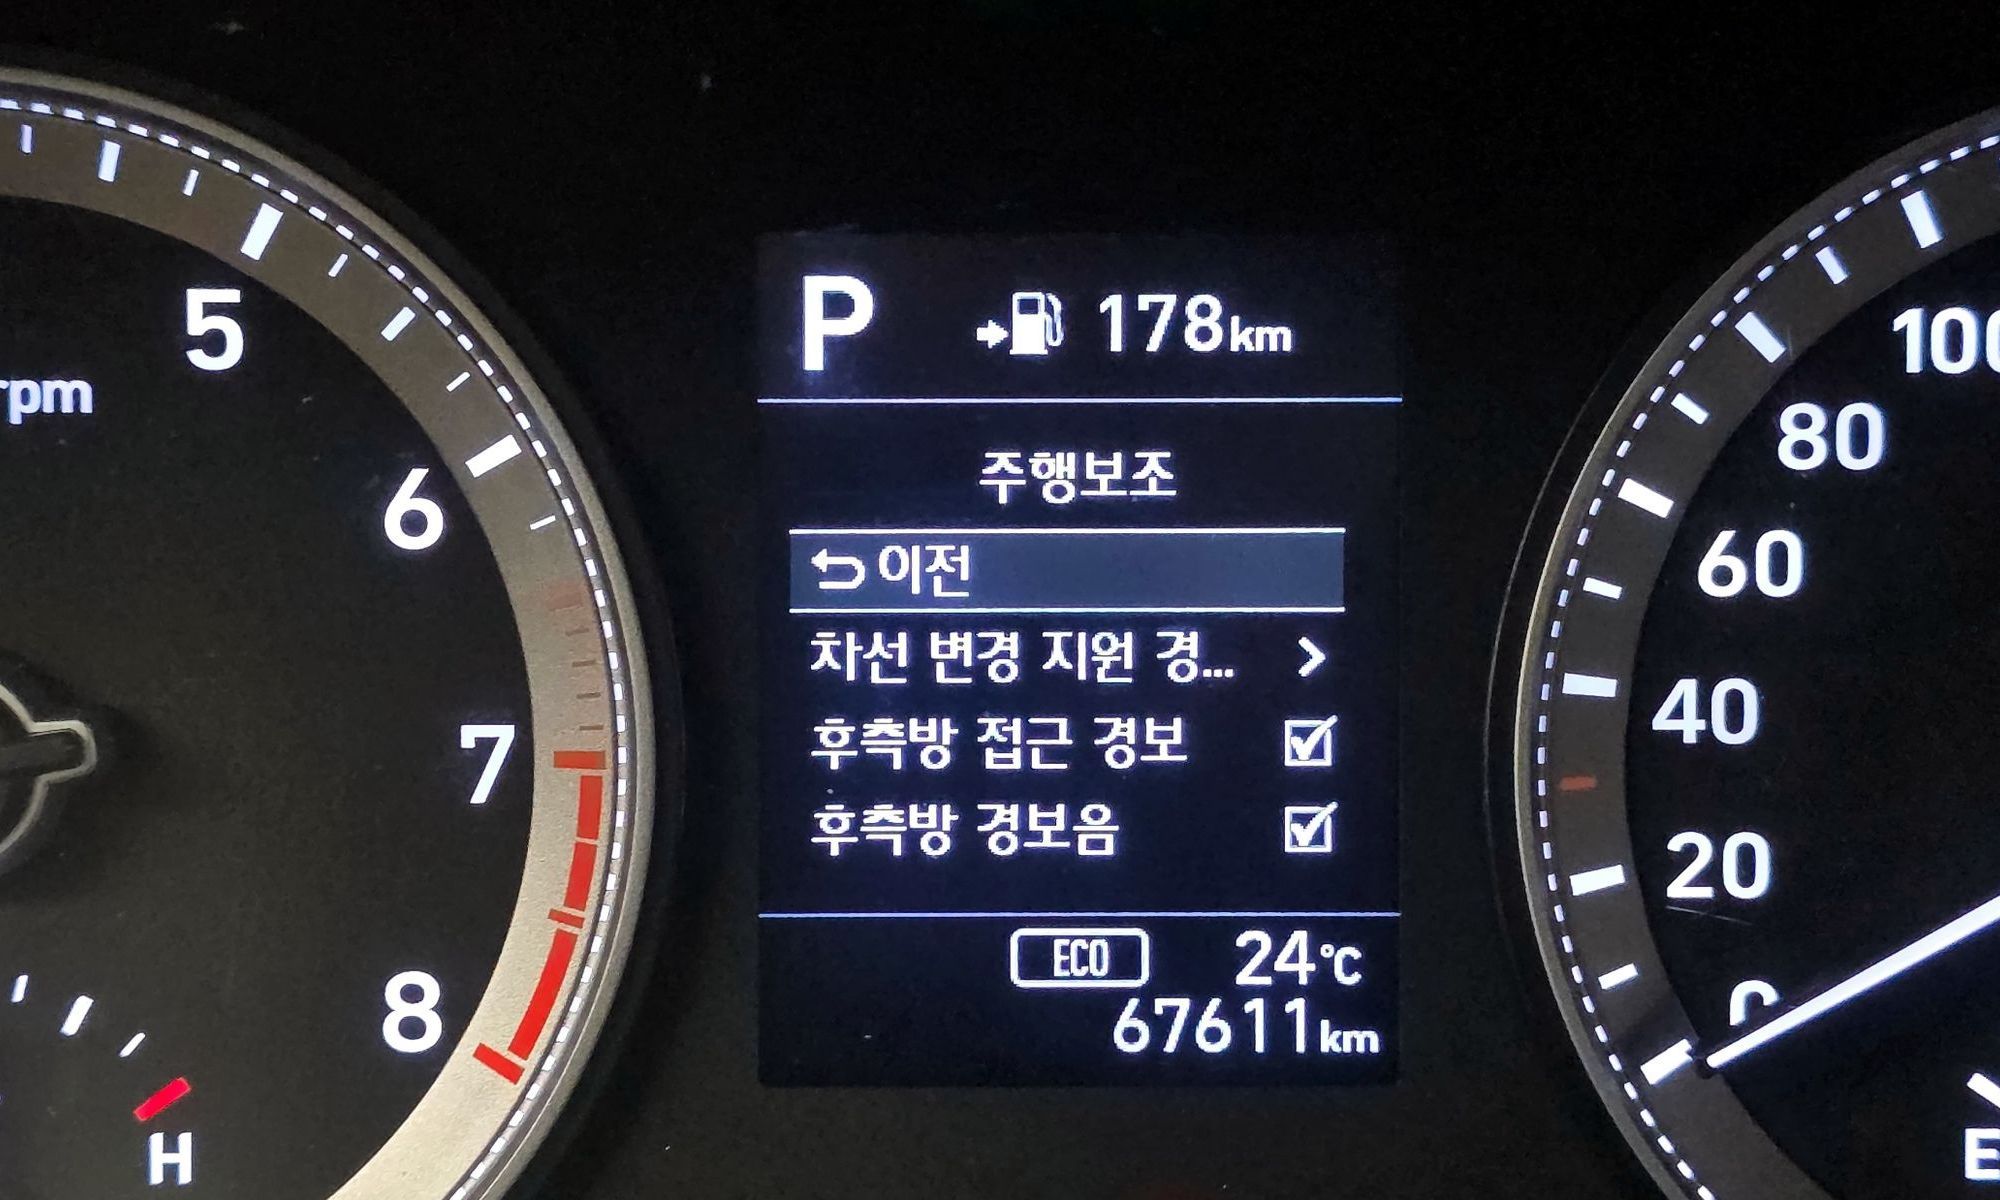 5
rpm
6
7
8
H
P 178km
주행보조
이전
차선 변경 지원 경...
후측방 접근 경보
후측방 경보음
ECO 24℃
67611km
100
80
60
40
20
0
E